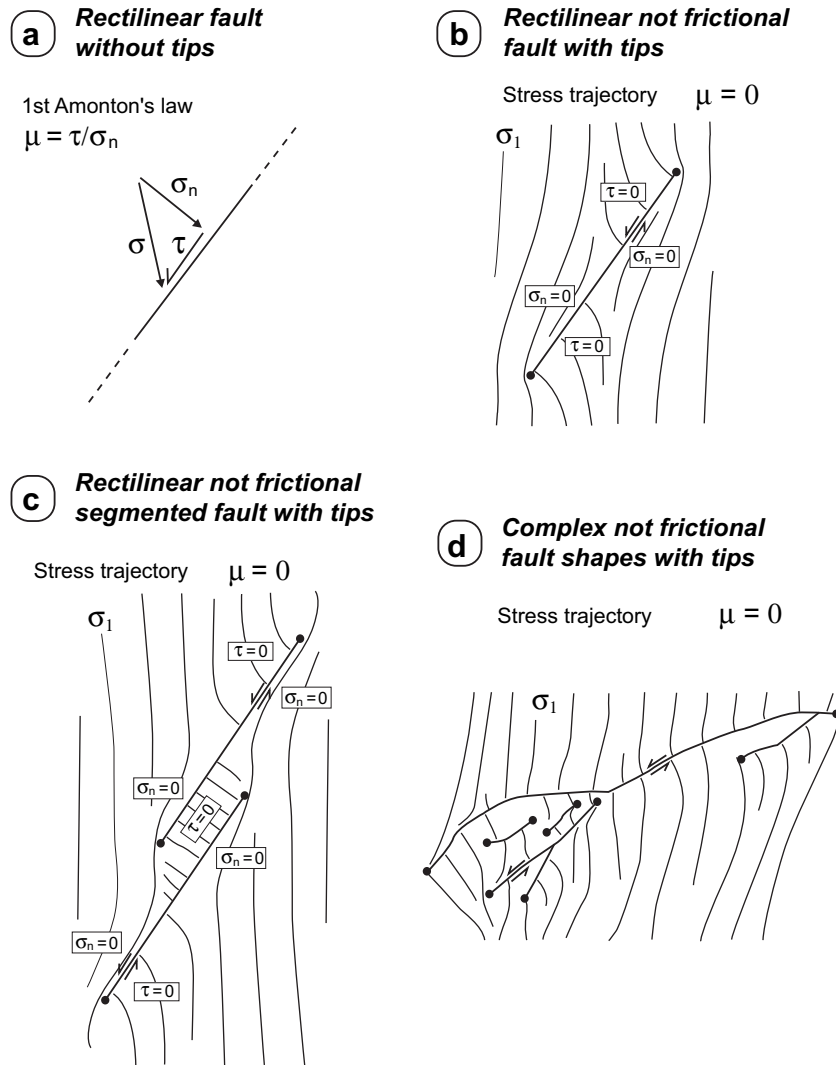 a
Rectilinear fault
without tips
1st Amonton's law
μ = τ/σn
σn
σ
τ
b
Rectilinear not frictional
fault with tips
Stress trajectory μ = 0
σ1
τ=0
σn=0
σn=0
τ=0
c
Rectilinear not frictional
segmented fault with tips
Stress trajectory μ = 0
σ1
τ=0
σn=0
σn=0
τ=0
σn=0
σn=0
τ=0
d
Complex not frictional
fault shapes with tips
Stress trajectory μ = 0
σ1